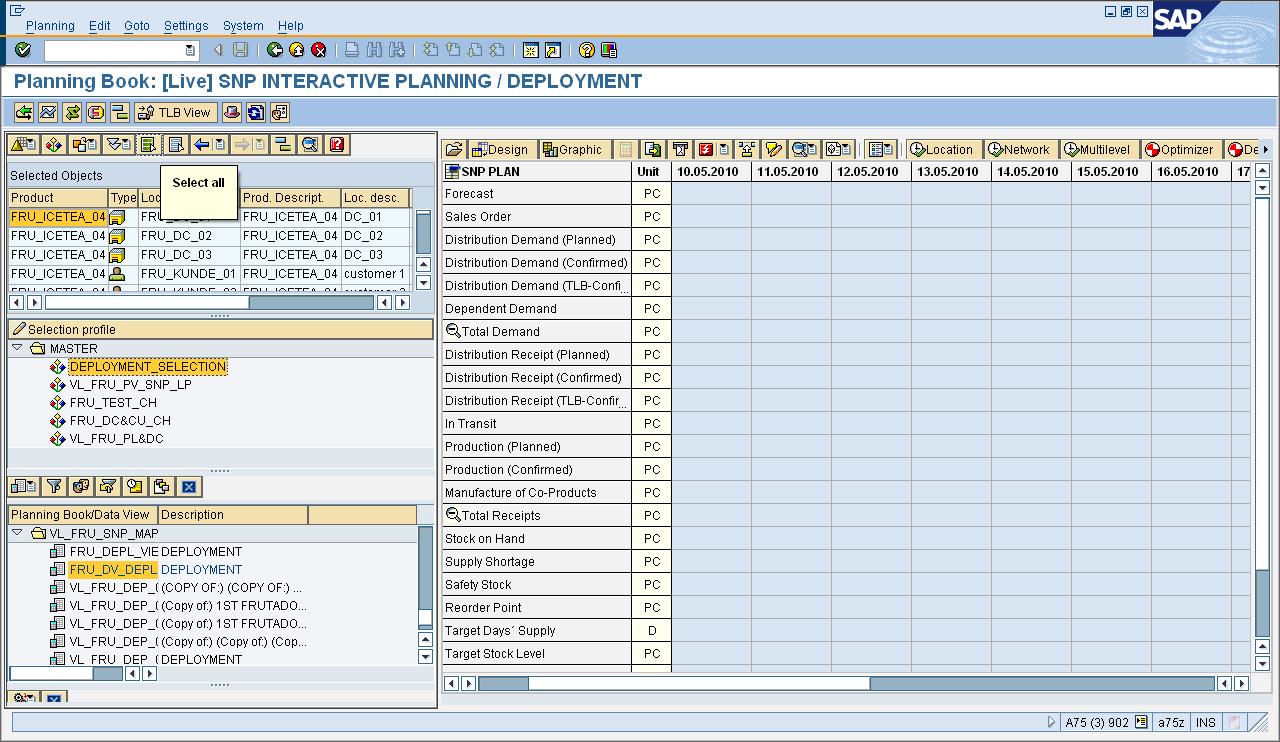 Planning Edit Goto Settings System Help
SAP
Planning Book: [Live] SNP INTERACTIVE PLANNING / DEPLOYMENT
TLB View
Design Graphic Location Network Multilevel Optimizer De
Selected Objects
Select all
Product Type Loc Prod. Descript. Loc. desc.
FRU_ICETEA_04 FRU_ICETEA_04 DC_01
FRU_ICETEA_04 FRU_DC_02 FRU_ICETEA_04 DC_02
FRU_ICETEA_04 FRU_DC_03 FRU_ICETEA_04 DC_03
FRU_ICETEA_04 FRU_KUNDE_01 FRU_ICETEA_04 customer 1
Selection profile
MASTER
DEPLOYMENT_SELECTION
VL_FRU_PV_SNP_LP
FRU_TEST_CH
FRU_DC&CU_CH
VL_FRU_PL&DC
Planning Book/Data View Description
VL_FRU_SNP_MAP
FRU_DEPL_VIE DEPLOYMENT
FRU_DV_DEPL DEPLOYMENT
VL_FRU_DEP_( (COPY OF:) (COPY OF:) ...
VL_FRU_DEP_( (Copy of:) 1ST FRUTADO...
VL_FRU_DEP_( (Copy of:) 1ST FRUTADO...
VL_FRU_DEP_( (Copy of:) (Copy of:) (Cop...
VL_FRU_DEP_( DEPLOYMENT
SNP PLAN Unit 10.05.2010 11.05.2010 12.05.2010 13.05.2010 14.05.2010 15.05.2010 16.05.2010 17
Forecast PC
Sales Order PC
Distribution Demand (Planned) PC
Distribution Demand (Confirmed) PC
Distribution Demand (TLB-Confi... PC
Dependent Demand PC
Total Demand PC
Distribution Receipt (Planned) PC
Distribution Receipt (Confirmed) PC
Distribution Receipt (TLB-Confir... PC
In Transit PC
Production (Planned) PC
Production (Confirmed) PC
Manufacture of Co-Products PC
Total Receipts PC
Stock on Hand PC
Supply Shortage PC
Safety Stock PC
Reorder Point PC
Target Days´ Supply D
Target Stock Level PC
A75 (3) 902 a75z INS